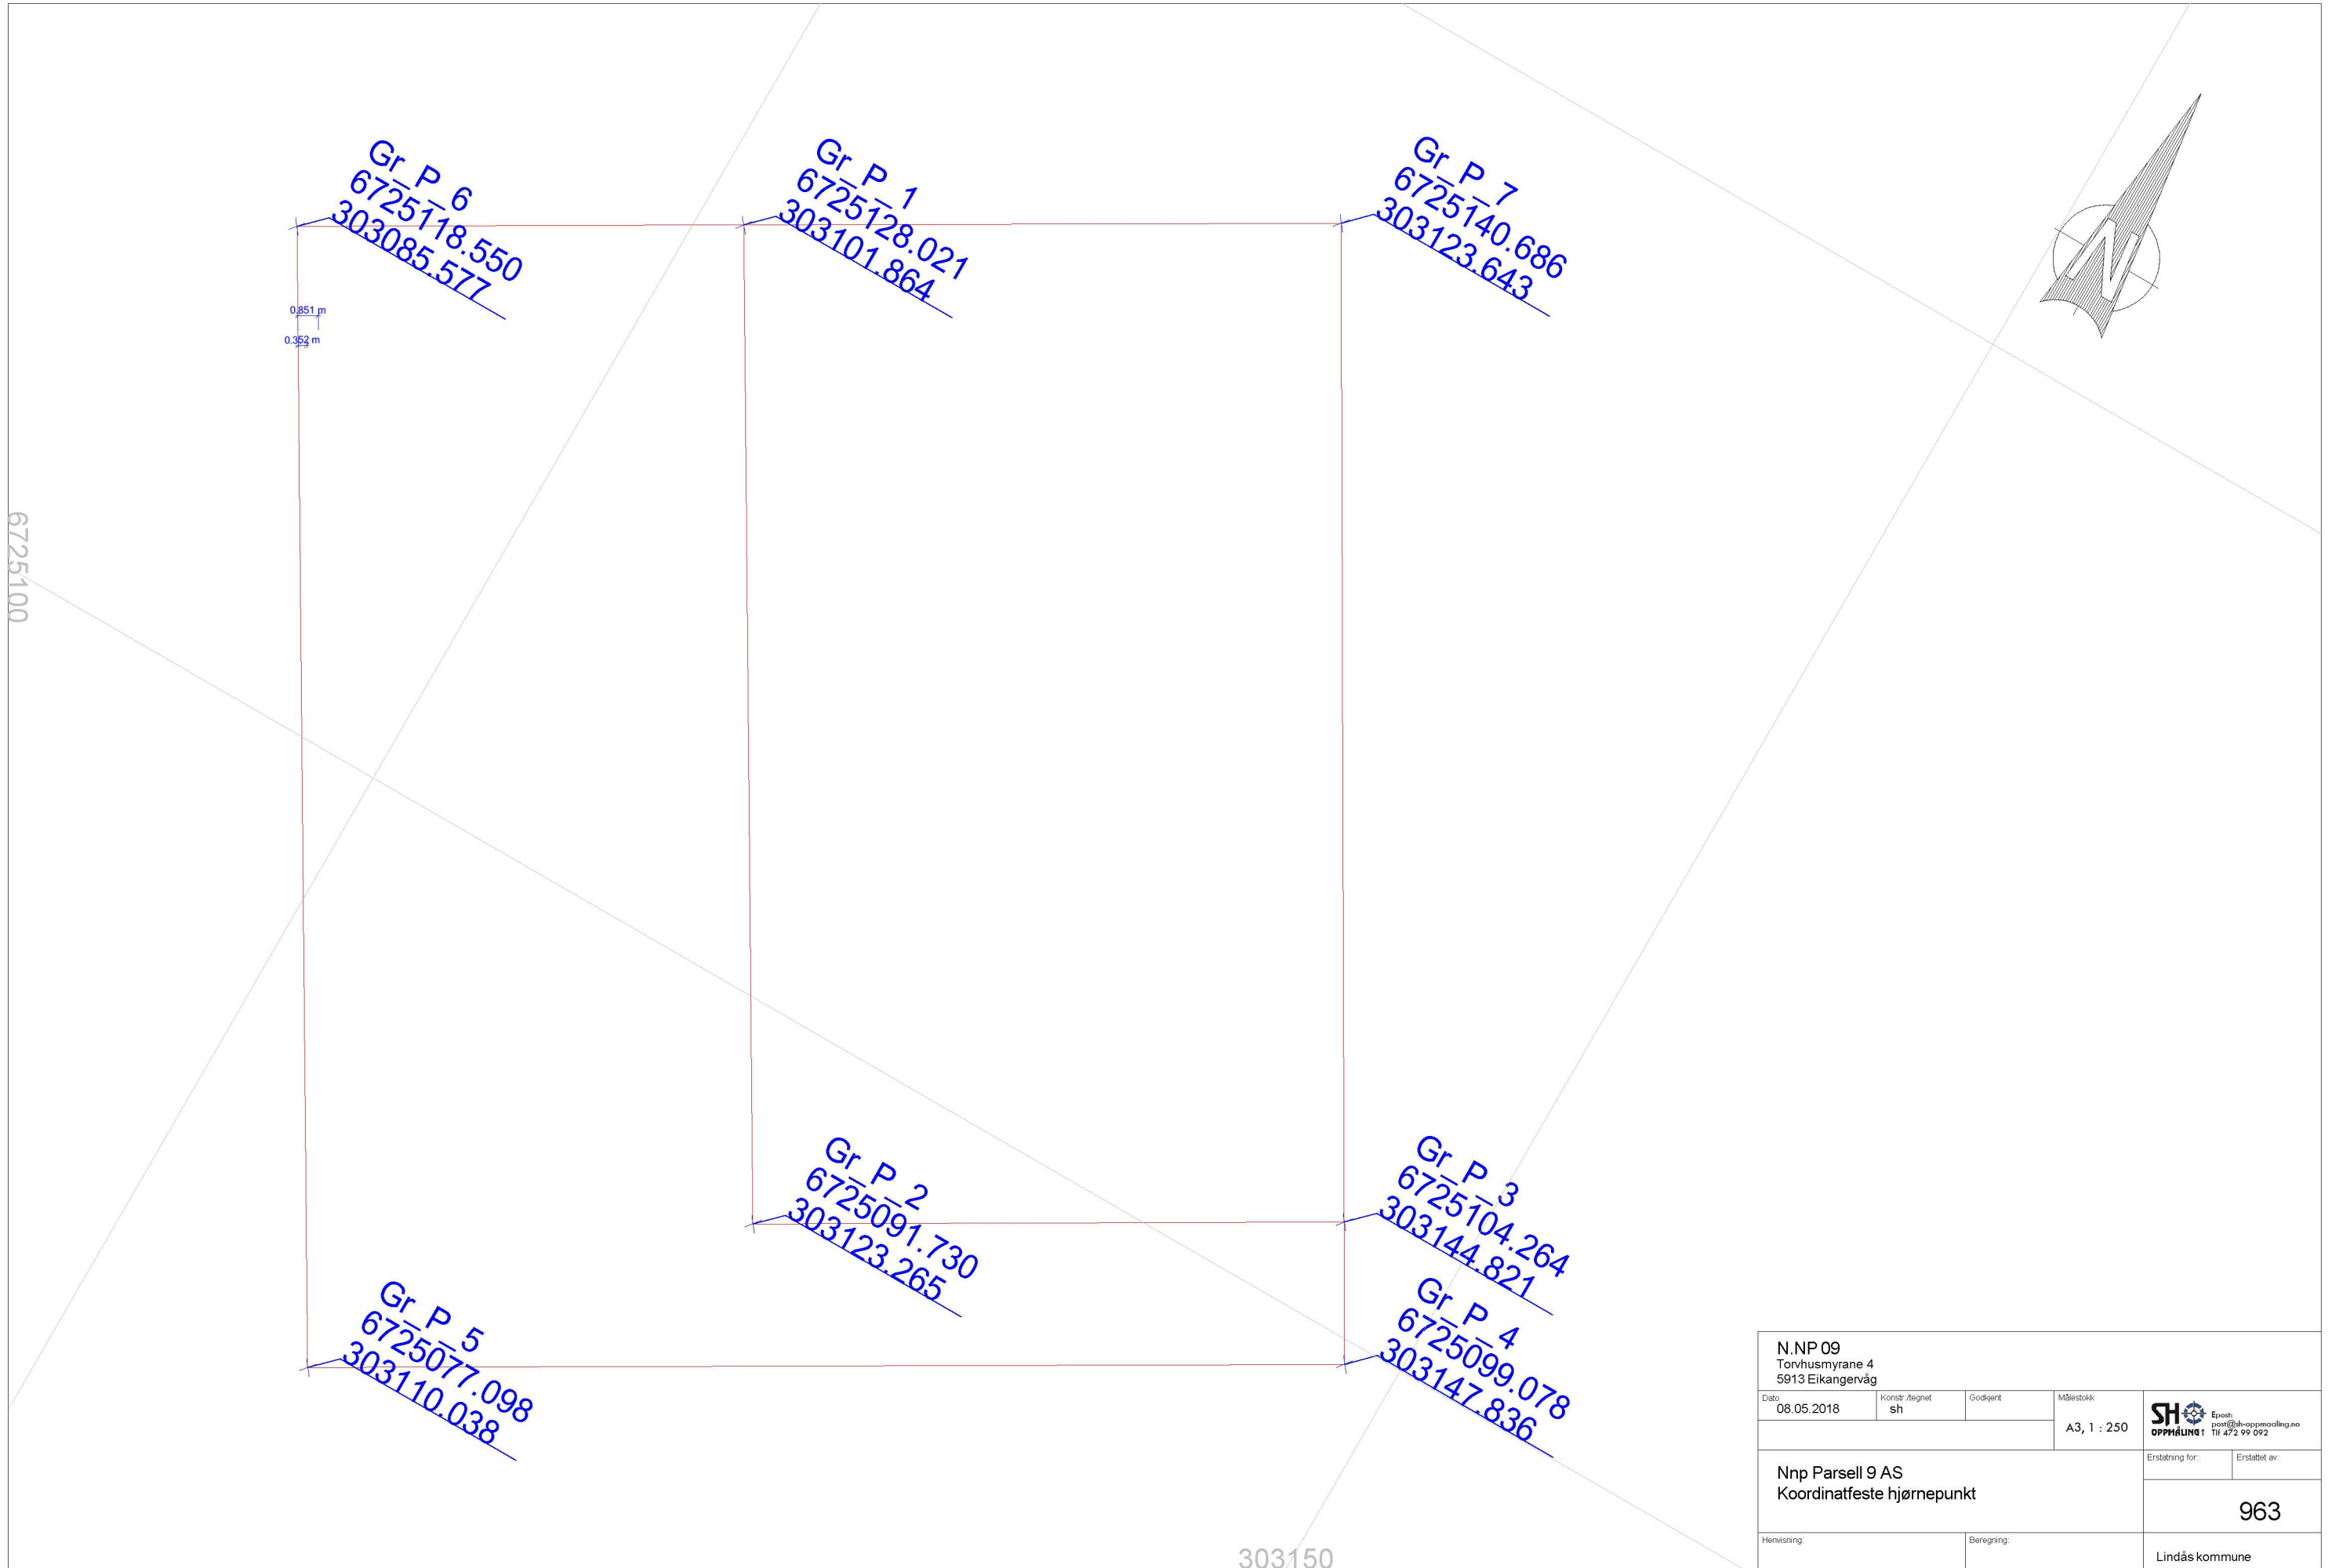 Gr_P_6
6725118.550
303085.577
Gr_P_1
6725128.021
303101.864
Gr_P_7
6725140.686
303123.643
0.851 m
0.352 m
N
6725100
Gr_P_2
6725091.730
303123.265
Gr_P_3
6725104.264
303144.821
Gr_P_5
6725077.098
303110.038
Gr_P_4
6725099.078
303147.836
303150
N.NP 09
Torvhusmyrane 4
5913 Eikangervåg
Dato
08.05.2018
Konstr./tegnet
sh
Godkjent
Målestokk
A3, 1 : 250
SH
OPPMÅLING
Epost:
post@sh-oppmaaling.no
Tlf 472 99 092
Nnp Parsell 9 AS
Koordinatfeste hjørnepunkt
Erstatning for:
Erstattet av:
963
Henvisning:
Beregning:
Lindås kommune